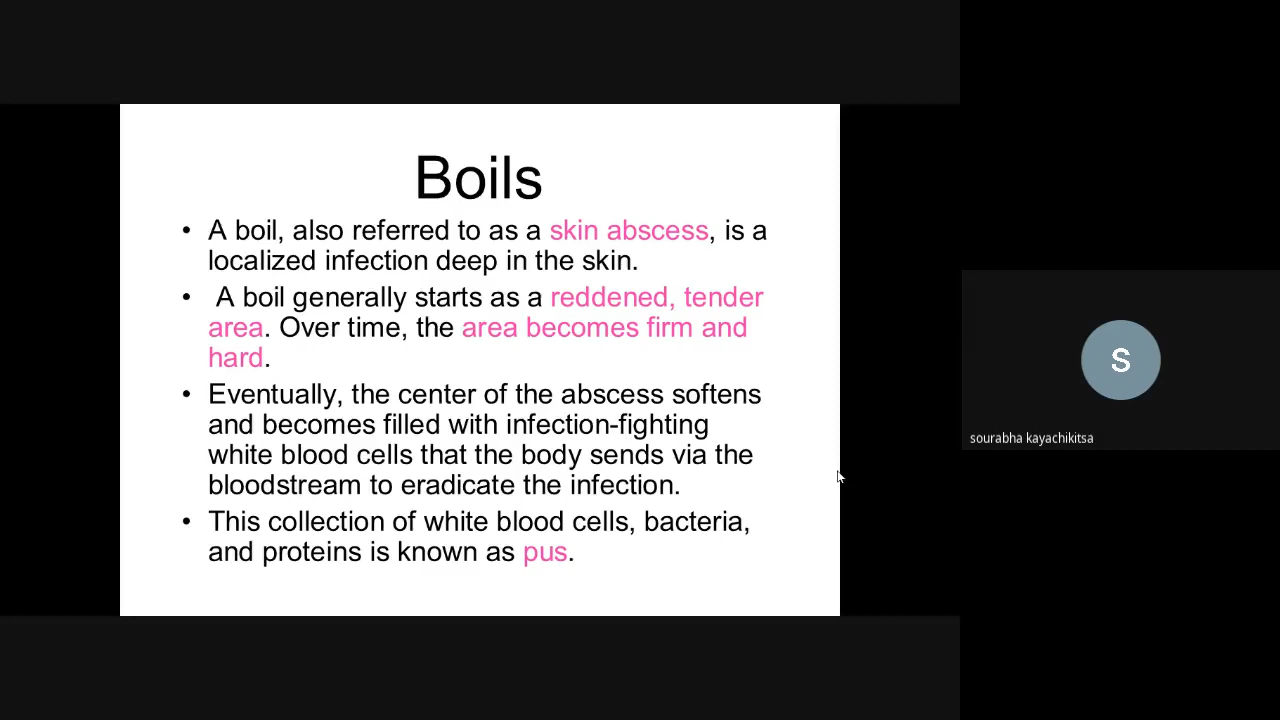 Boils
• A boil, also referred to as a skin abscess, is a
localized infection deep in the skin.
• A boil generally starts as a reddened, tender
area. Over time, the area becomes firm and
hard.
• Eventually, the center of the abscess softens
and becomes filled with infection-fighting
white blood cells that the body sends via the
bloodstream to eradicate the infection.
• This collection of white blood cells, bacteria,
and proteins is known as pus.
S
sourabha kayachikitsa